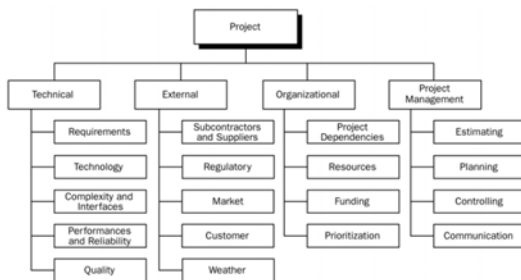 Project
Technical
External
Organizational
Project
Management
Requirements
Technology
Complexity and
Interfaces
Performances
and Reliability
Quality
Subcontractors
and Suppliers
Regulatory
Market
Customer
Weather
Project
Dependencies
Resources
Funding
Prioritization
Estimating
Planning
Controlling
Communication